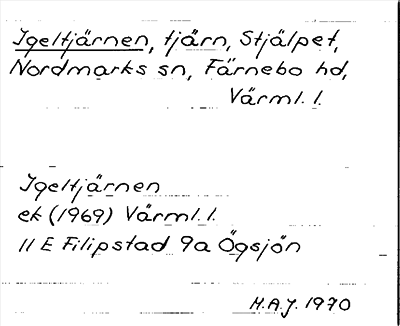 Igeltjärnen, tjärn, Stjälpet,
Nordmarks sn, Färnebo hd,
Värml. l.
Igeltjärnen
ek (1969) Värml. l.
11 E Filipstad 9a Ögsjön
H.A.J. 1970